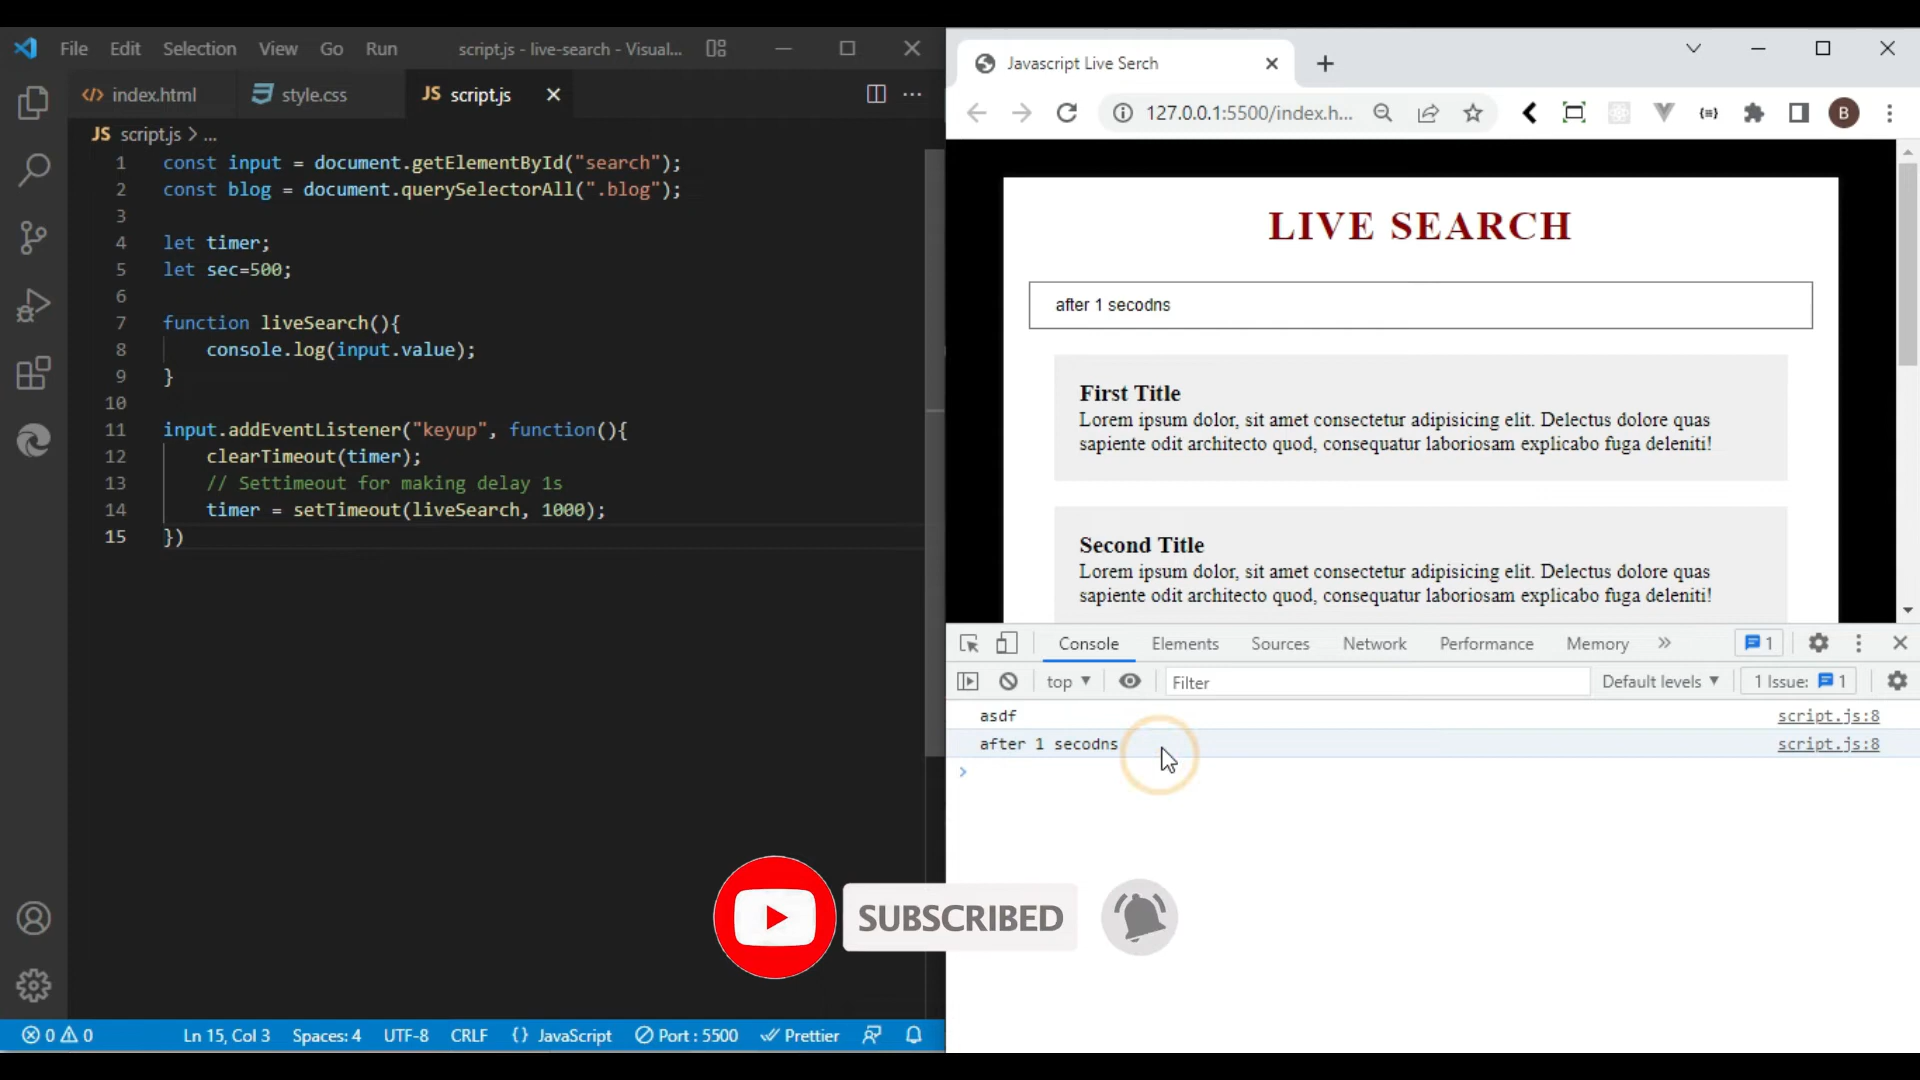 File Edit Selection View Go Run script.js - live-search - Visual...
index.html style.css JS script.js
JS script.js > ...
1 const input = document.getElementById("search");
2 const blog = document.querySelectorAll(".blog");
3
4 let timer;
5 let sec=500;
6
7 function liveSearch(){
8 console.log(input.value);
9 }
10
11 input.addEventListener("keyup", function(){
12 clearTimeout(timer);
13 // Settimeout for making delay 1s
14 timer = setTimeout(liveSearch, 1000);
15 })
0 0 Ln 15, Col 3 Spaces: 4 UTF-8 CRLF {} JavaScript Port : 5500 Prettier
Javascript Live Serch
127.0.0.1:5500/index.h... B
LIVE SEARCH
after 1 secodns
First Title
Lorem ipsum dolor, sit amet consectetur adipisicing elit. Delectus dolore quas
sapiente odit architecto quod, consequatur laboriosam explicabo fuga deleniti!
Second Title
Lorem ipsum dolor, sit amet consectetur adipisicing elit. Delectus dolore quas
sapiente odit architecto quod, consequatur laboriosam explicabo fuga deleniti!
Console Elements Sources Network Performance Memory » 1
top Filter Default levels 1 Issue: 1
asdf script.js:8
after 1 secodns script.js:8
>
SUBSCRIBED